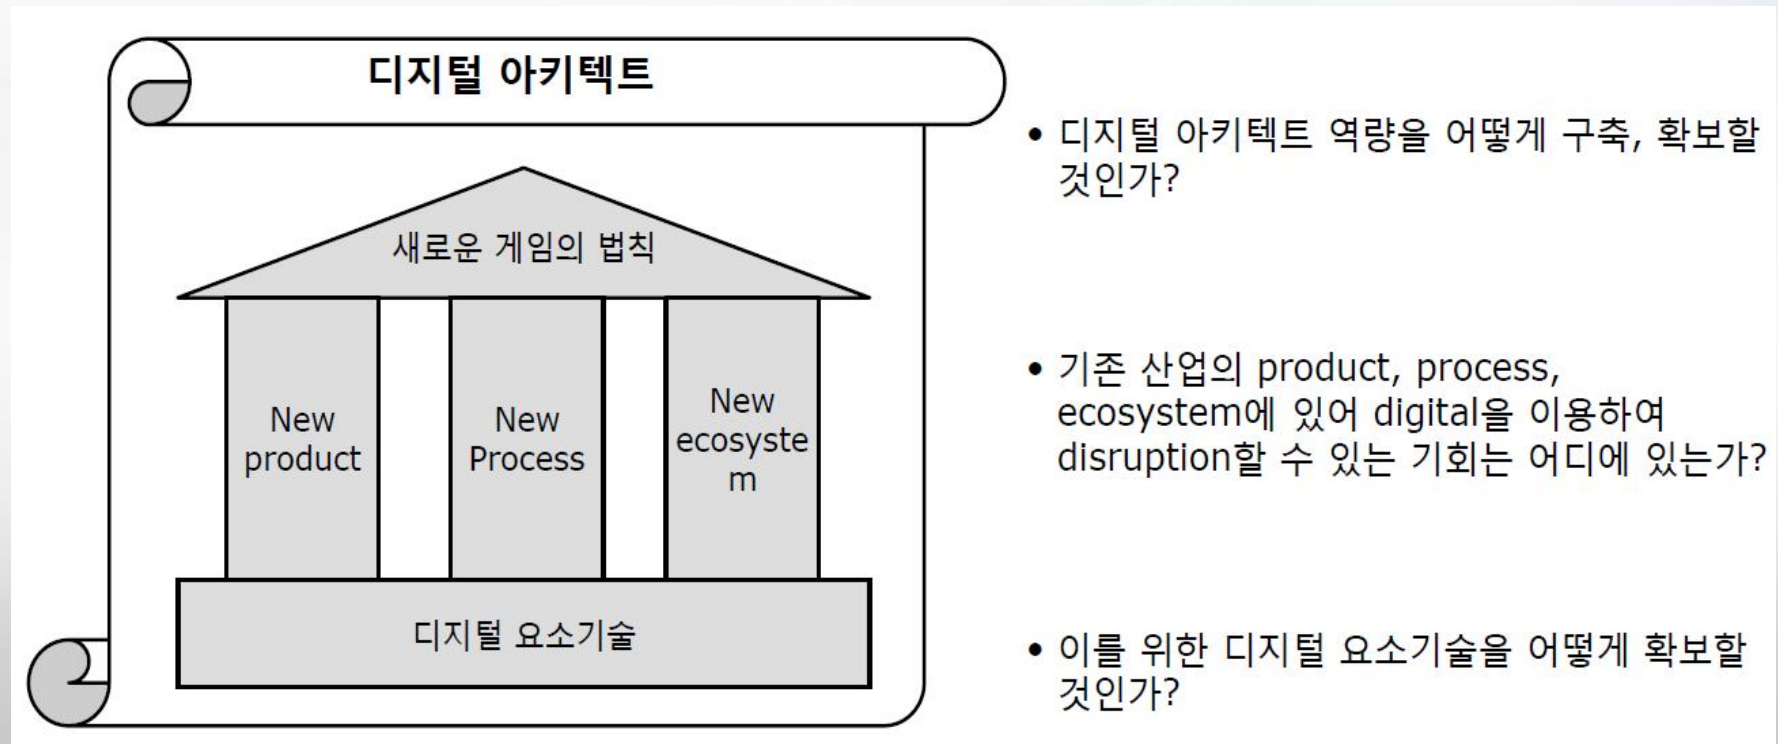 디지털 아키텍트
새로운 게임의 법칙
New
product
New
Process
New
ecosyste
m
디지털 요소기술
• 디지털 아키텍트 역량을 어떻게 구축, 확보할
것인가?
• 기존 산업의 product, process,
ecosystem에 있어 digital을 이용하여
disruption할 수 있는 기회는 어디에 있는가?
• 이를 위한 디지털 요소기술을 어떻게 확보할
것인가?